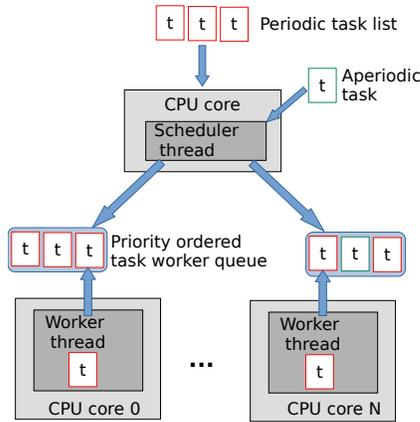 t t t Periodic task list
t Aperiodic
task
CPU core
Scheduler
thread
t t t Priority ordered
task worker queue
t t t
Worker
thread
t
CPU core 0
...
Worker
thread
t
CPU core N